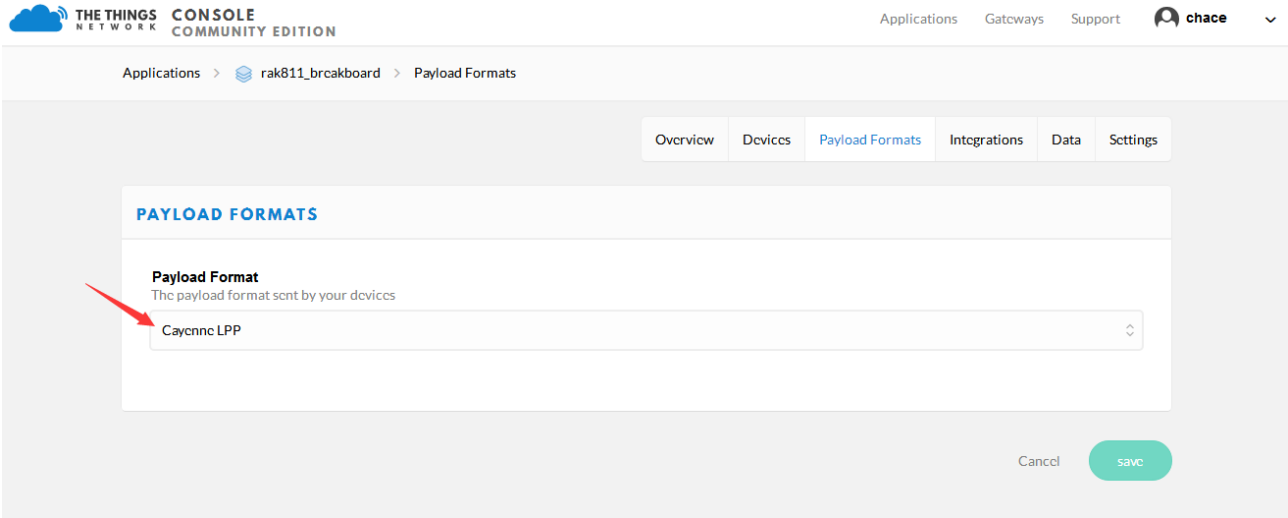 THE THINGS NETWORK CONSOLE COMMUNITY EDITION
Applications Gateways Support chace
Applications > rak811_breakboard > Payload Formats
Overview Devices Payload Formats Integrations Data Settings
PAYLOAD FORMATS
Payload Format
The payload format sent by your devices
Cayenne LPP
Cancel save